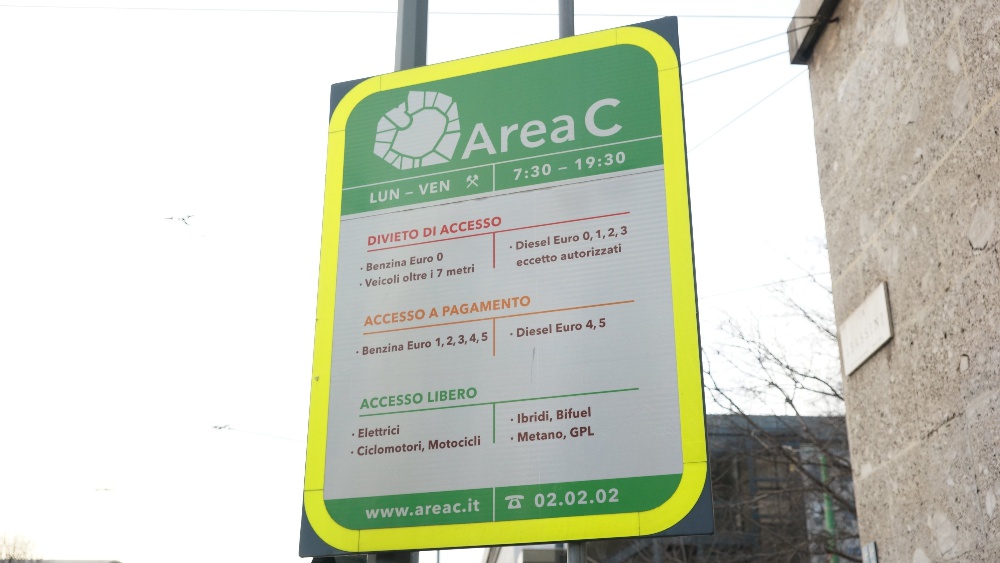 Area C
LUN – VEN ⚒ 7:30 – 19:30
DIVIETO DI ACCESSO
· Benzina Euro 0
· Veicoli oltre i 7 metri
· Diesel Euro 0, 1, 2, 3
eccetto autorizzati
ACCESSO A PAGAMENTO
· Benzina Euro 1, 2, 3, 4, 5
· Diesel Euro 4, 5
ACCESSO LIBERO
· Elettrici
· Ciclomotori, Motocicli
· Ibridi, Bifuel
· Metano, GPL
www.areac.it ☎ 02.02.02